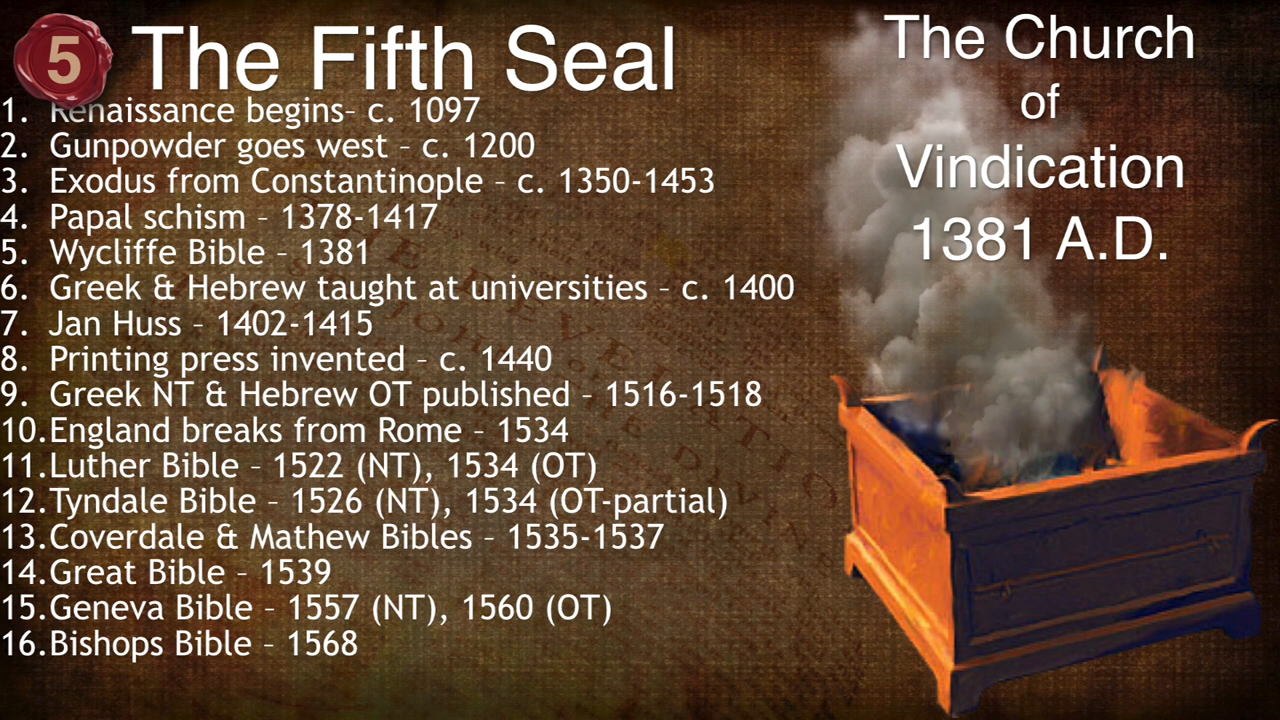 5
The Fifth Seal
1. Renaissance begins– c. 1097
2. Gunpowder goes west – c. 1200
3. Exodus from Constantinople – c. 1350-1453
4. Papal schism – 1378-1417
5. Wycliffe Bible – 1381
6. Greek & Hebrew taught at universities – c. 1400
7. Jan Huss – 1402-1415
8. Printing press invented – c. 1440
9. Greek NT & Hebrew OT published – 1516-1518
10.England breaks from Rome – 1534
11.Luther Bible – 1522 (NT), 1534 (OT)
12.Tyndale Bible – 1526 (NT), 1534 (OT-partial)
13.Coverdale & Mathew Bibles – 1535-1537
14.Great Bible – 1539
15.Geneva Bible – 1557 (NT), 1560 (OT)
16.Bishops Bible – 1568
The Church
of
Vindication
1381 A.D.